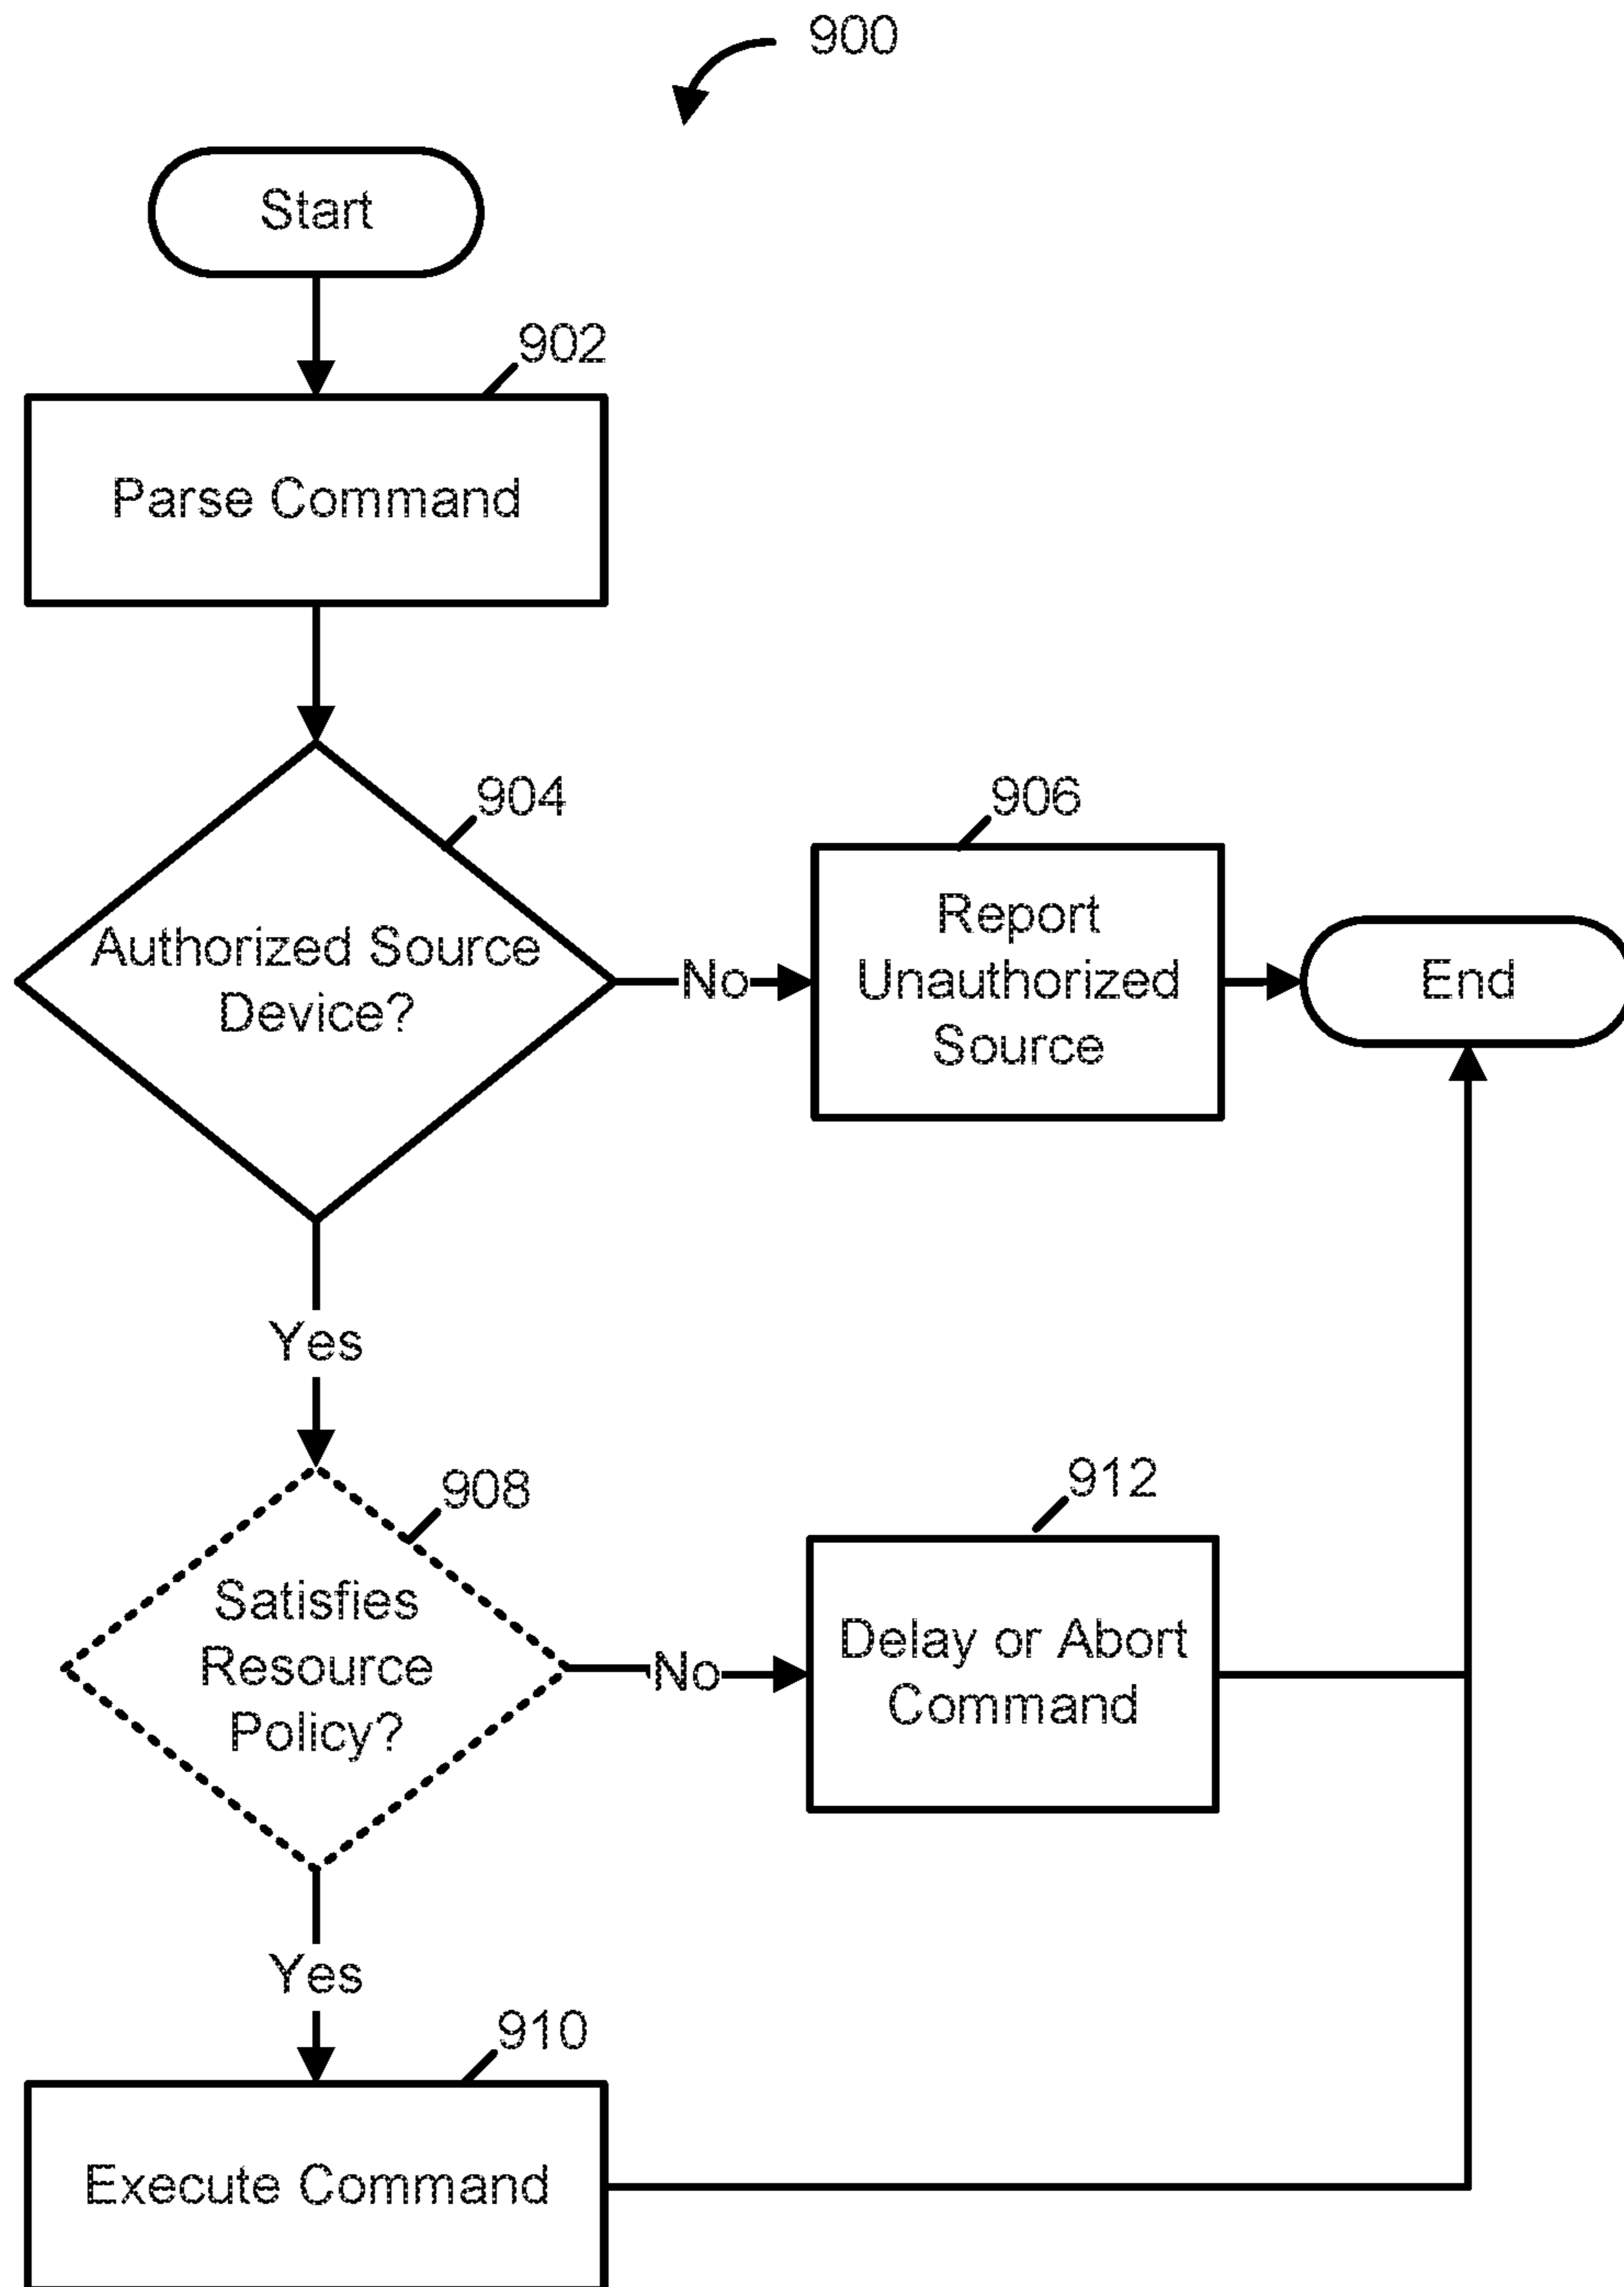 900
Start
902
Parse Command
904
Authorized Source
Device?
No
906
Report
Unauthorized
Source
End
Yes
908
Satisfies
Resource
Policy?
No
912
Delay or Abort
Command
Yes
910
Execute Command